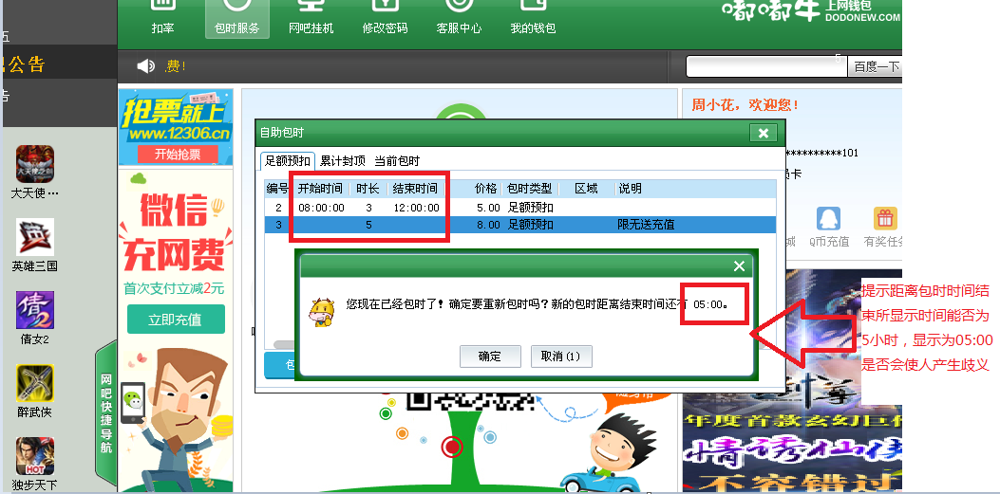 扣率
包时服务
网吧挂机
修改密码
客服中心
我的钱包
嘟嘟牛
上网钱包
DODONEW.COM
五
公告
费!
百度一下
告
抢票就上
www.12306.cn
开始抢票
周小花，欢迎您！
***********101
员卡
大天使之剑
大天使…
英雄三国
倩
倩女2
醉武侠
HOT
独步天下
微信
充网费
首次支付立减2元
立即充值
网吧快捷导航
自助包时
足额预扣 累计封顶 当前包时
编号 开始时间 时长 结束时间 价格 包时类型 区域 说明
2 08:00:00 3 12:00:00 5.00 足额预扣
3 5 8.00 足额预扣 限无送充值
您现在已经包时了！确定要重新包时吗？新的包时距离结束时间还有 05:00。
确定
取消(1)
包
城
Q币充值
有奖任务
提示距离包时时间结
束所显示时间能否为
5小时，显示为05:00
是否会使人产生歧义
年度首款玄幻巨
情诱仙侠
不容错过